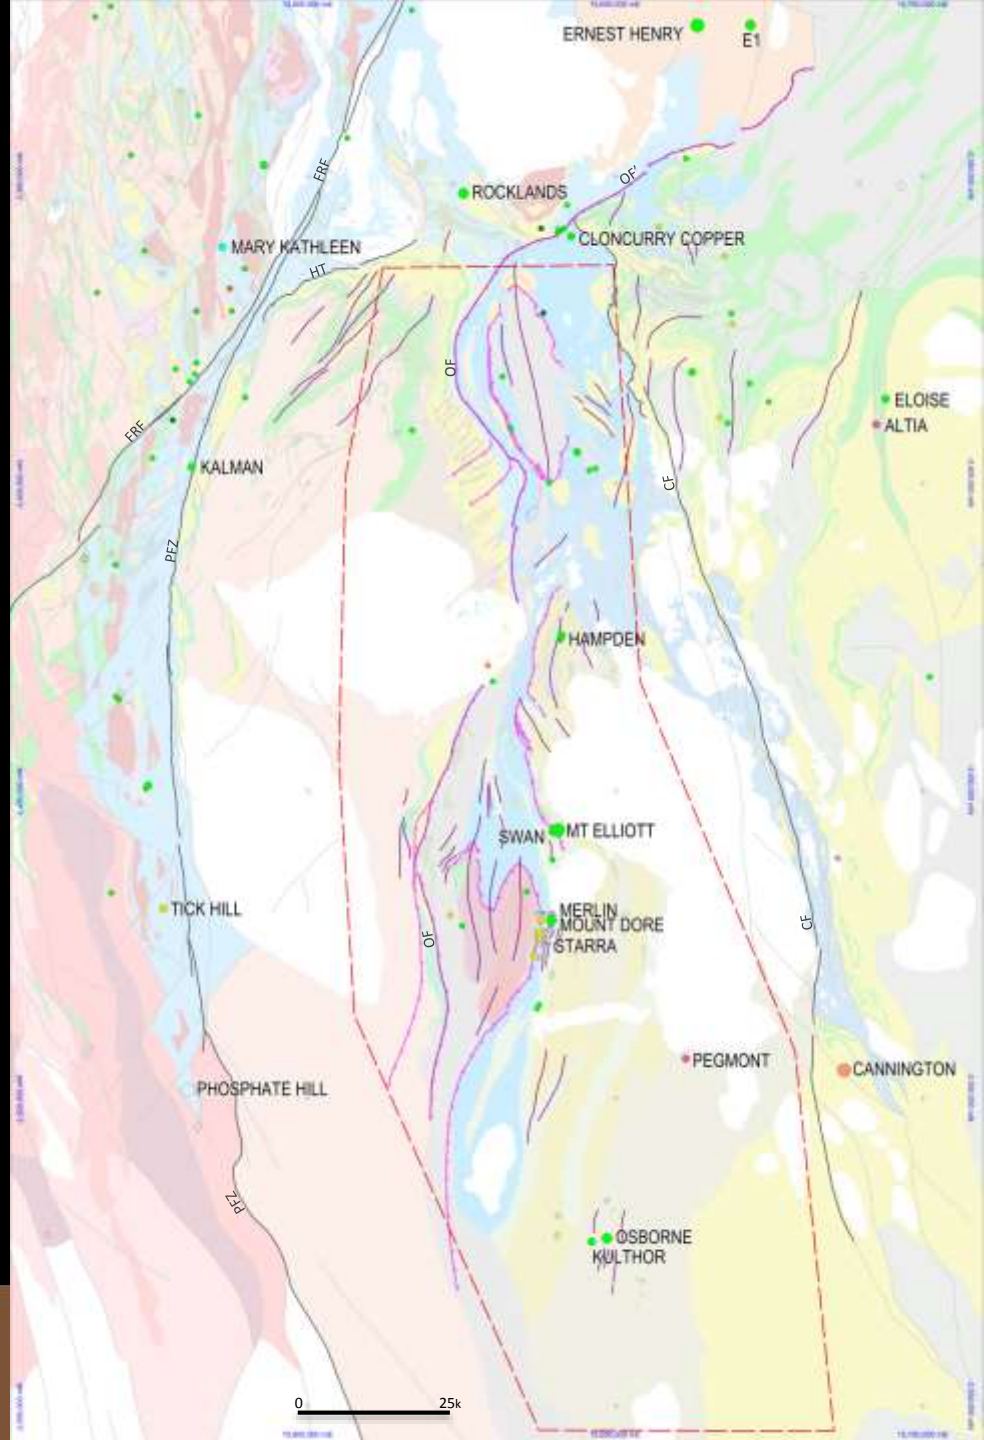 ERNEST HENRY
E1
FRF
OF'
ROCKLANDS
CLONCURRY COPPER
MARY KATHLEEN
HT
OF
ELOISE
ALTIA
FRF
KALMAN
CF
PFZ
HAMPDEN
SWAN
MT ELLIOTT
TICK HILL
MERLIN
MOUNT DORE
STARRA
CF
OF
PEGMONT
CANNINGTON
PHOSPHATE HILL
PFZ
OSBORNE
KULTHOR
0
25k